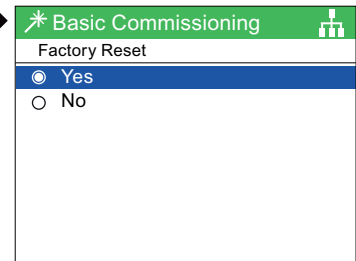 Basic Commissioning
Factory Reset
Yes
No